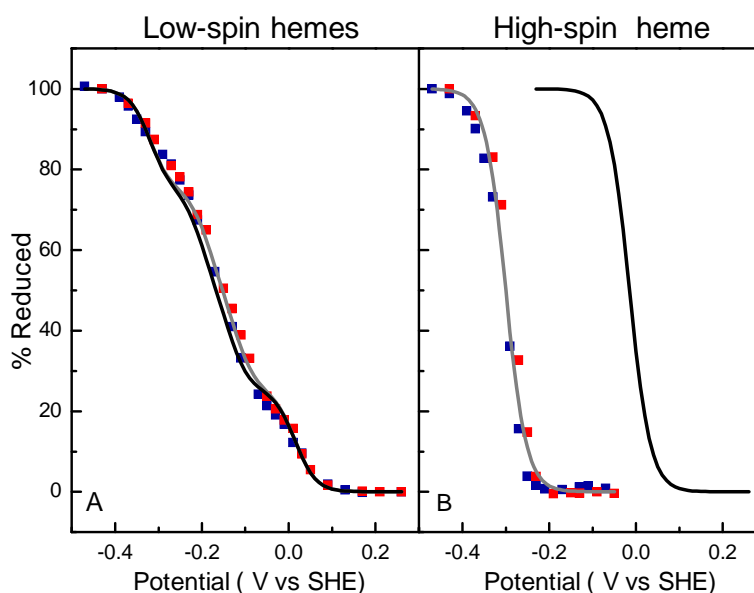 Low-spin hemes
High-spin heme
% Reduced
100
80
60
40
20
0
A
B
-0.4
-0.2
0.0
0.2
-0.4
-0.2
0.0
0.2
Potential ( V vs SHE)
Potential ( V vs SHE)